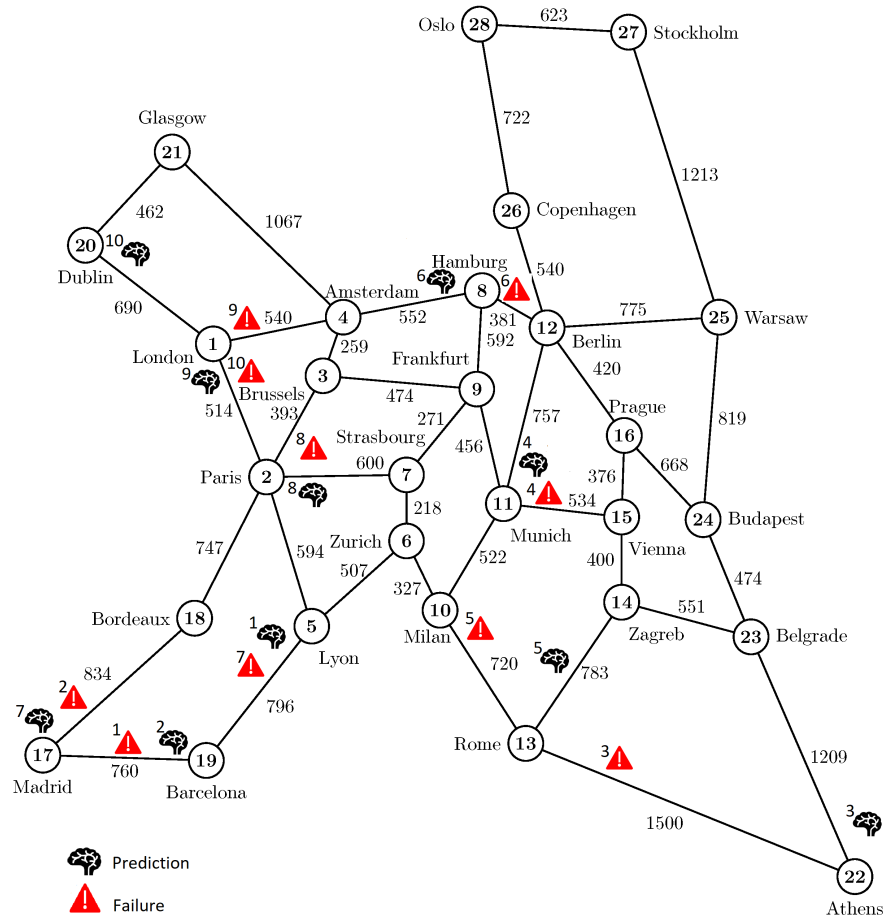 623
Oslo 28 27 Stockholm
722
Glasgow
21
1213
462
1067
26 Copenhagen
20 10
Dublin
Hamburg
540
6
8 6
Amsterdam
690
9 540
4
552
381
12
775
25 Warsaw
1
London
259
592
Berlin
9
10
Brussels
3
Frankfurt
9
420
514
393
474
271
757
Prague
16
819
8
Strasbourg
456
4
Paris 2
600
7
376
668
8
4
11
534
15
24 Budapest
218
Munich
Vienna
Zurich 6
747
594
507
522
400
474
327
14
551
Bordeaux 18
1
5
10
Milan
5
Zagreb
23 Belgrade
Lyon
7
5
834
2
720
783
7
796
1
2
Rome 13
3
17
760
19
1209
Madrid
Barcelona
1500
3
Prediction
22
Failure
Athens